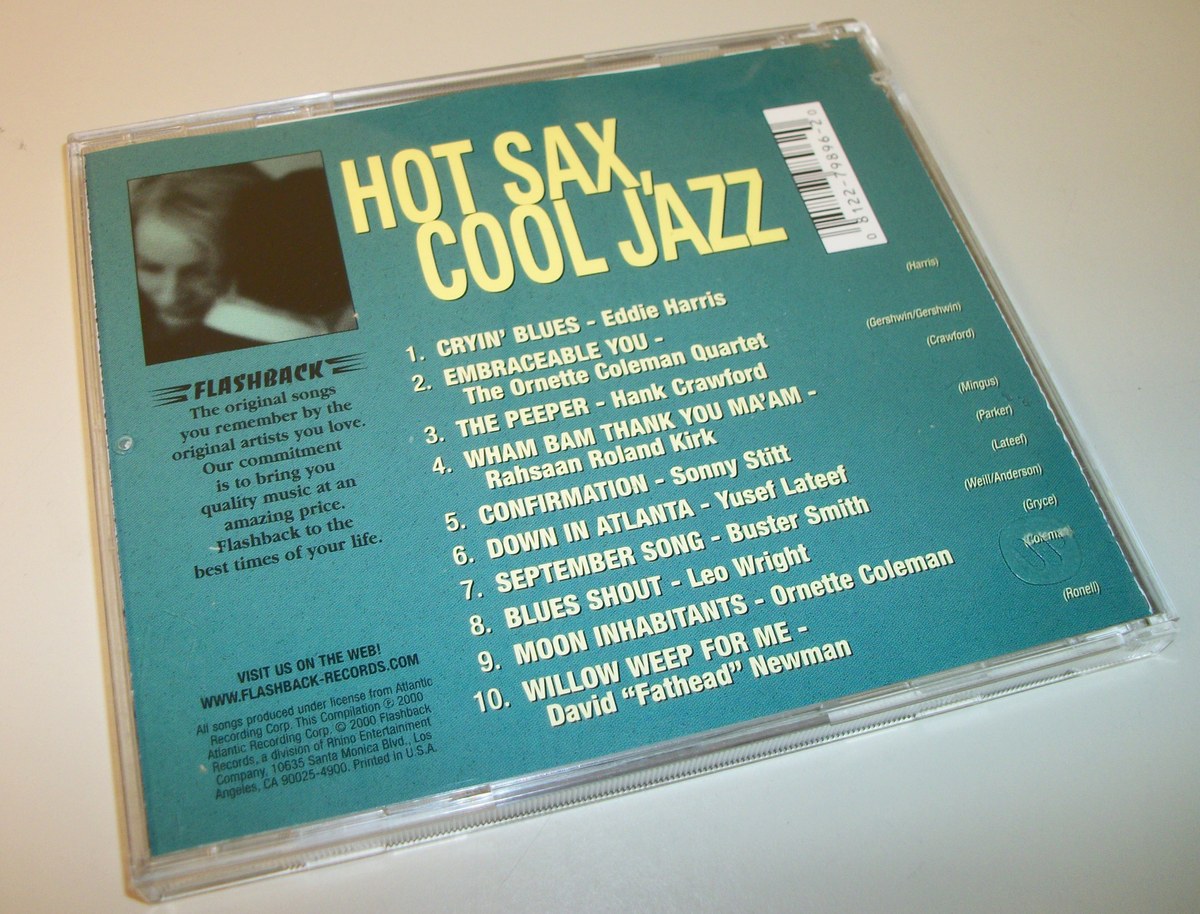 HOT SAX,
COOL JAZZ
0 8122-79896-2 0
1. CRYIN' BLUES - Eddie Harris (Harris)
2. EMBRACEABLE YOU -
The Ornette Coleman Quartet (Gershwin/Gershwin)
3. THE PEEPER - Hank Crawford (Crawford)
4. WHAM BAM THANK YOU MA'AM -
Rahsaan Roland Kirk (Mingus)
5. CONFIRMATION - Sonny Stitt (Parker)
6. DOWN IN ATLANTA - Yusef Lateef (Lateef)
7. SEPTEMBER SONG - Buster Smith (Weill/Anderson)
8. BLUES SHOUT - Leo Wright (Gryce)
9. MOON INHABITANTS - Ornette Coleman (Coleman)
10. WILLOW WEEP FOR ME -
David "Fathead" Newman (Ronell)
FLASHBACK
The original songs
you remember by the
original artists you love.
Our commitment
is to bring you
quality music at an
amazing price.
Flashback to the
best times of your life.
VISIT US ON THE WEB!
WWW.FLASHBACK-RECORDS.COM
All songs produced under license from Atlantic
Recording Corp. This Compilation ℗ 2000
Atlantic Recording Corp. © 2000 Flashback
Records, a division of Rhino Entertainment
Company, 10635 Santa Monica Blvd., Los
Angeles, CA 90025-4900. Printed in U.S.A.